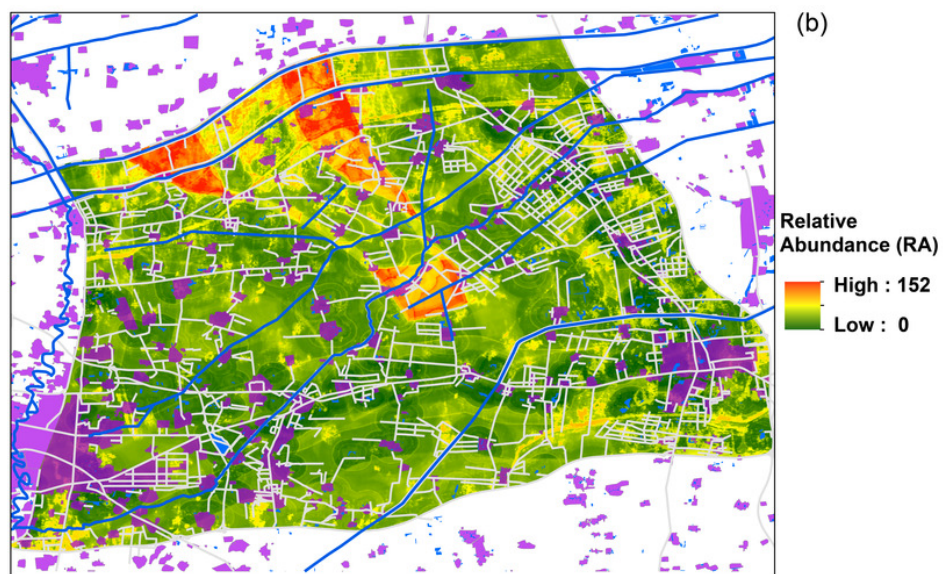 (b)
Relative
Abundance (RA)
High : 152
Low : 0